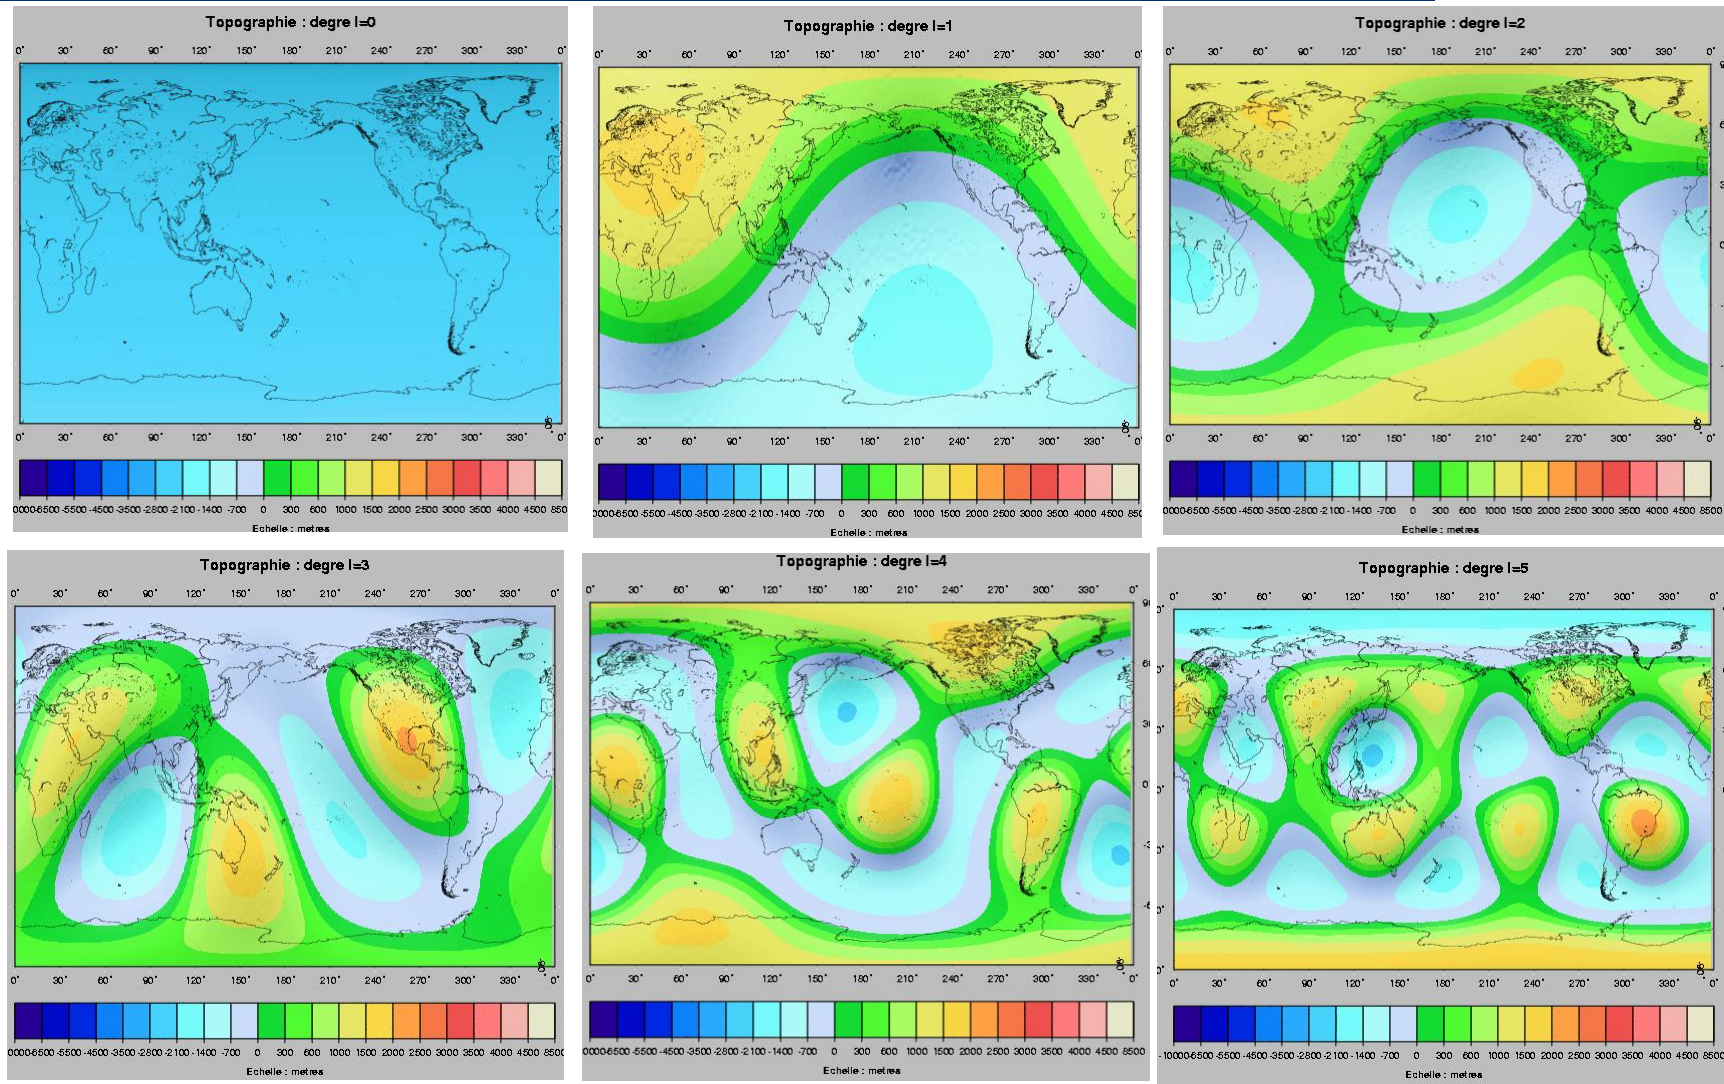 Topographie : degre l=0
0° 30° 60° 90° 120° 150° 180° 210° 240° 270° 300° 330° 0°
30° 60° 90° 120° 150° 180° 210° 240° 270° 300° 330° 0°
0000-6500 -5500 -4500 -3500 -2800 -2100 -1400 -700 0 300 600 1000 1500 2000 2500 3000 3500 4000 4500 8500
Echelle : metres
Topographie : degre l=1
0° 30° 60° 90° 120° 150° 180° 210° 240° 270° 300° 330° 0°
30° 60° 90° 120° 150° 180° 210° 240° 270° 300° 330° 0°
0000-6500 -5500 -4500 -3500 -2800 -2100 -1400 -700 0 300 600 1000 1500 2000 2500 3000 3500 4000 4500 850
Echelle : metres
Topographie : degre l=2
0° 30° 60° 90° 120° 150° 180° 210° 240° 270° 300° 330° 0°
30° 60° 90° 120° 150° 180° 210° 240° 270° 300° 330° 0°
0000-6500 -5500 -4500 -3500 -2800 -2100 -1400 -700 0 300 600 1000 1500 2000 2500 3000 3500 4000 4500 8500
Echelle : metres
Topographie : degre l=3
0° 30° 60° 90° 120° 150° 180° 210° 240° 270° 300° 330° 0°
30° 60° 90° 120° 150° 180° 210° 240° 270° 300° 330° 0°
0000-6500 -5500 -4500 -3500 -2800 -2100 -1400 -700 0 300 600 1000 1500 2000 2500 3000 3500 4000 4500 8500
Echelle : metres
Topographie : degre l=4
0° 30° 60° 90° 120° 150° 180° 210° 240° 270° 300° 330° 0°
0° 30° 60° 90° 120° 150° 180° 210° 240° 270° 300° 330° 0°
0000-6500 -5500 -4500 -3500 -2800 -2100 -1400 -700 0 300 600 1000 1500 2000 2500 3000 3500 4000 4500 8500
Echelle : metres
Topographie : degre l=5
0° 30° 60° 90° 120° 150° 180° 210° 240° 270° 300° 330° 0°
0° 30° 60° 90° 120° 150° 180° 210° 240° 270° 300° 330° 0°
-10000-6500 -5500 -4500 -3500 -2800 -2100 -1400 -700 0 300 600 1000 1500 2000 2500 3000 3500 4000 4500 8500
Echelle : metres